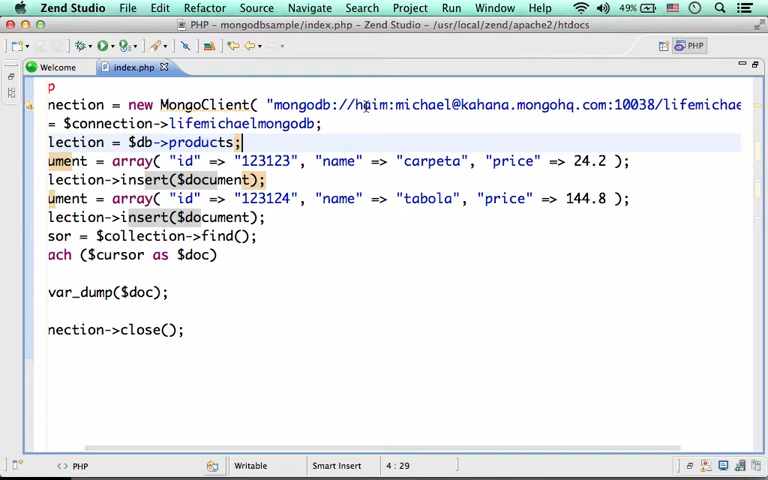 Zend Studio File Edit Navigate Search Project Run Window Help 49%
PHP - mongodbsample/index.php - Zend Studio - /usr/local/zend/apache2/htdocs
PHP
Welcome index.php
p
nection = new MongoClient( "mongodb://haim:michael@kahana.mongohq.com:10038/lifemichae
= $connection->lifemichaelmongodb;
lection = $db->products;
ument = array( "id" => "123123", "name" => "carpeta", "price" => 24.2 );
lection->insert($document);
ument = array( "id" => "123124", "name" => "tabola", "price" => 144.8 );
lection->insert($document);
sor = $collection->find();
each ($cursor as $doc)
var_dump($doc);
nection->close();
<> PHP Writable Smart Insert 4 : 29